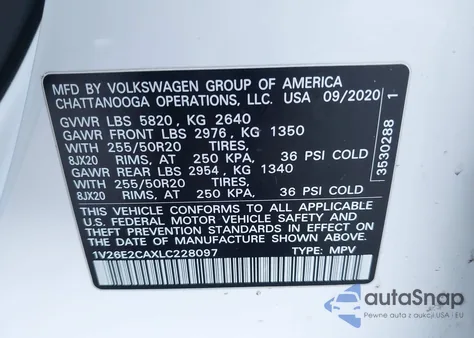 MFD BY VOLKSWAGEN GROUP OF AMERICA
CHATTANOOGA OPERATIONS, LLC. USA 09/2020
GVWR LBS 5820, KG 2640
GAWR FRONT LBS 2976, KG 1350
WITH 255/50R20 TIRES,
8JX20 RIMS, AT 250 KPA, 36 PSI COLD
GAWR REAR LBS 2954, KG 1340
WITH 255/50R20 TIRES,
8JX20 RIMS, AT 250 KPA, 36 PSI COLD
THIS VEHICLE CONFORMS TO ALL APPLICABLE
U.S. FEDERAL MOTOR VEHICLE SAFETY AND
THEFT PREVENTION STANDARDS IN EFFECT ON
THE DATE OF MANUFACTURE SHOWN ABOVE.
1V26E2CAXLC228097 TYPE: MPV
3530288 1
autoSnap
Pewne auta z USA i EU